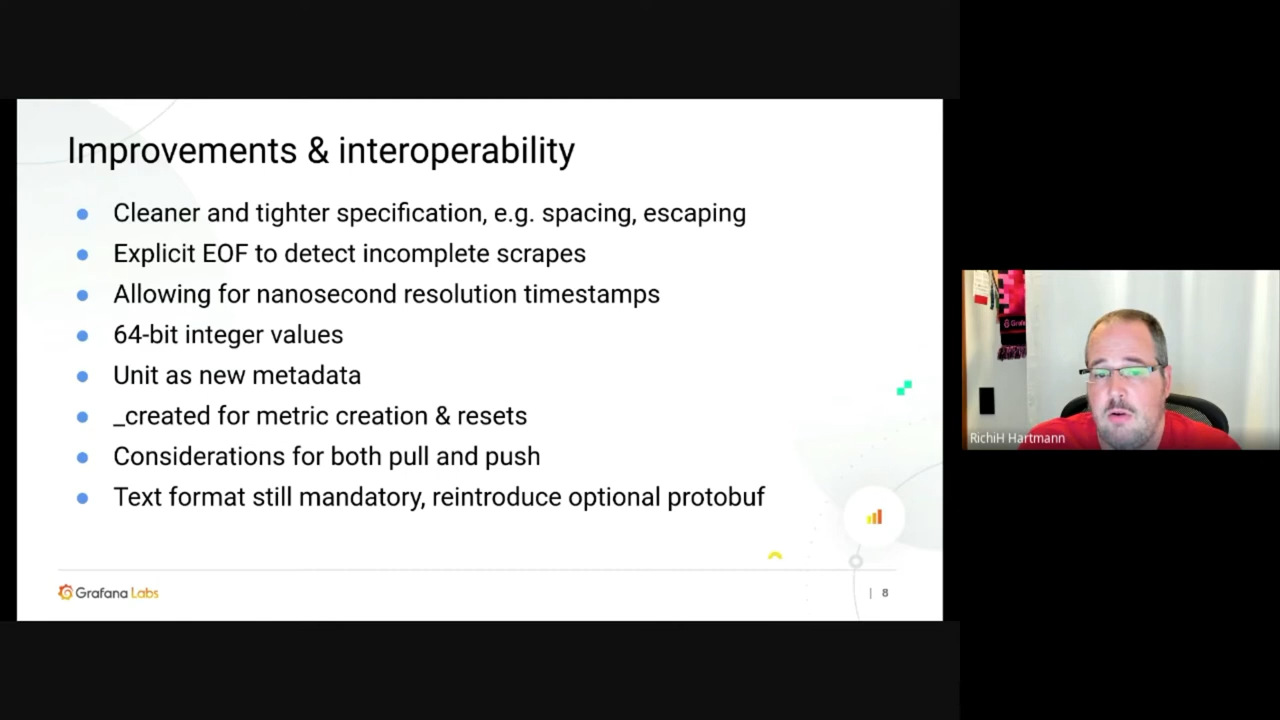 Improvements & interoperability
Cleaner and tighter specification, e.g. spacing, escaping
Explicit EOF to detect incomplete scrapes
Allowing for nanosecond resolution timestamps
64-bit integer values
Unit as new metadata
_created for metric creation & resets
Considerations for both pull and push
Text format still mandatory, reintroduce optional protobuf
Grafana Labs
| 8
RichiH Hartmann